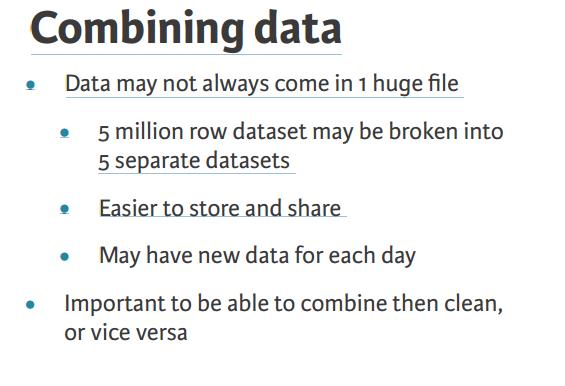 Combining data
● Data may not always come in 1 huge file
● 5 million row dataset may be broken into
5 separate datasets
● Easier to store and share
● May have new data for each day
● Important to be able to combine then clean,
or vice versa